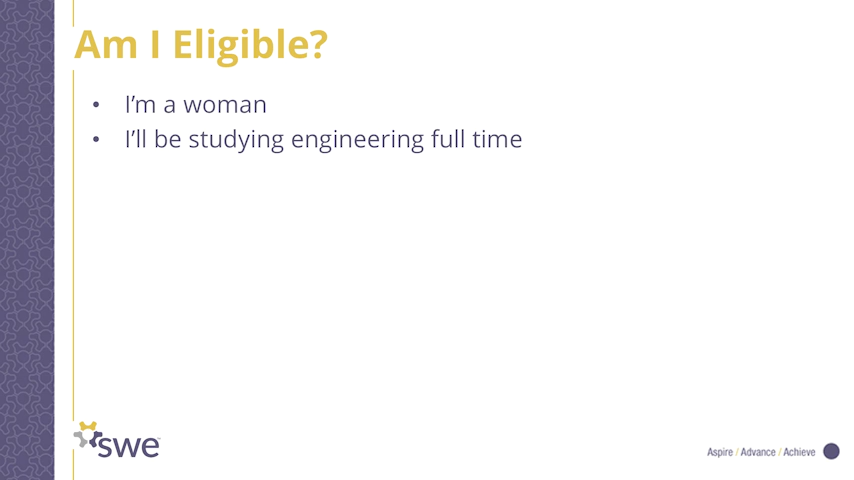 Am I Eligible?
• I'm a woman
• I'll be studying engineering full time
swe
Aspire / Advance / Achieve